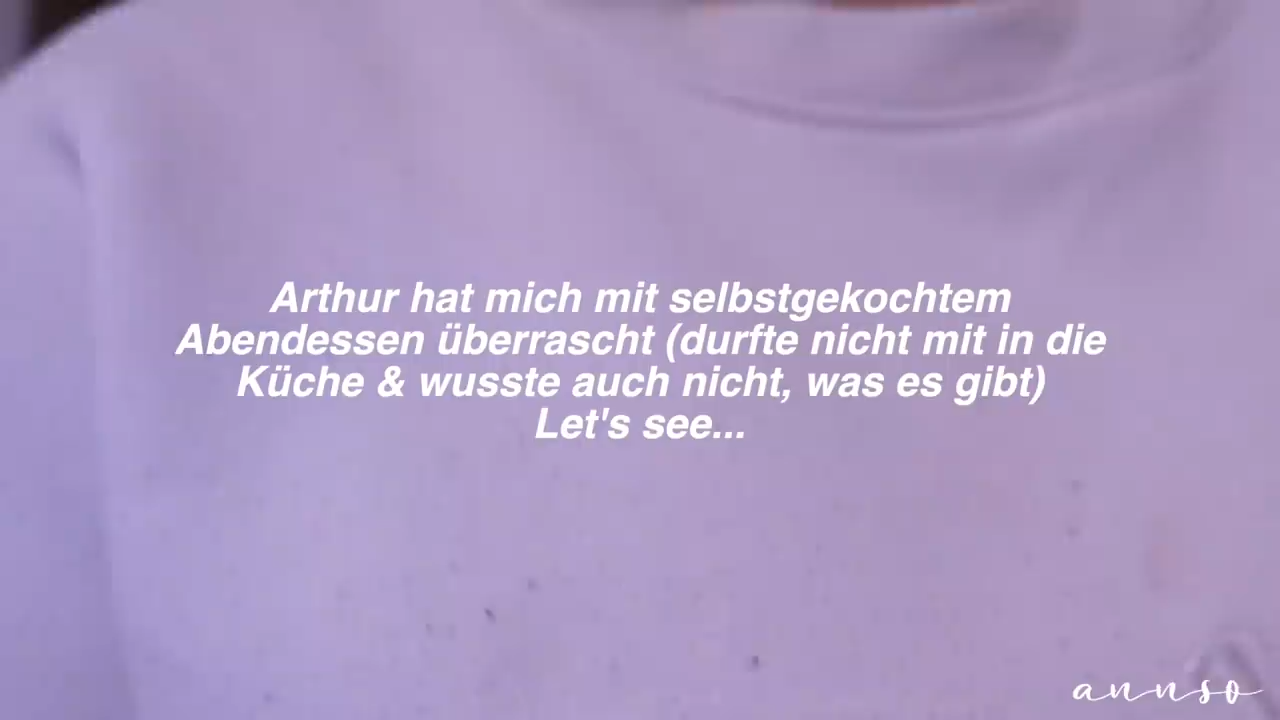 Arthur hat mich mit selbstgekochtem
Abendessen überrascht (durfte nicht mit in die
Küche & wusste auch nicht, was es gibt)
Let's see...
annso